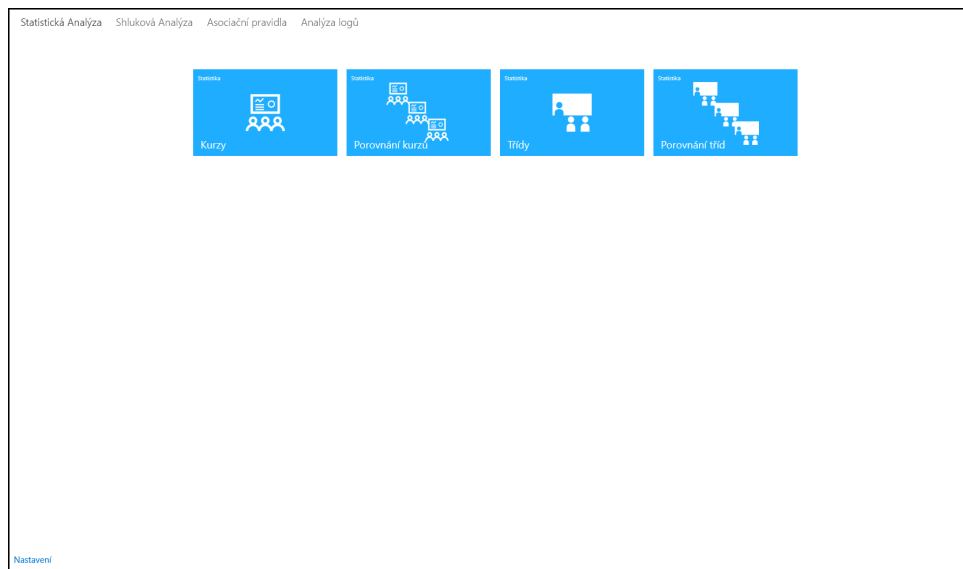 Statistická Analýza Shluková Analýza Asociační pravidla Analýza logů
Statistika Statistika Statistika Statistika
Kurzy Porovnání kurzů Třídy Porovnání tříd
Nastavení